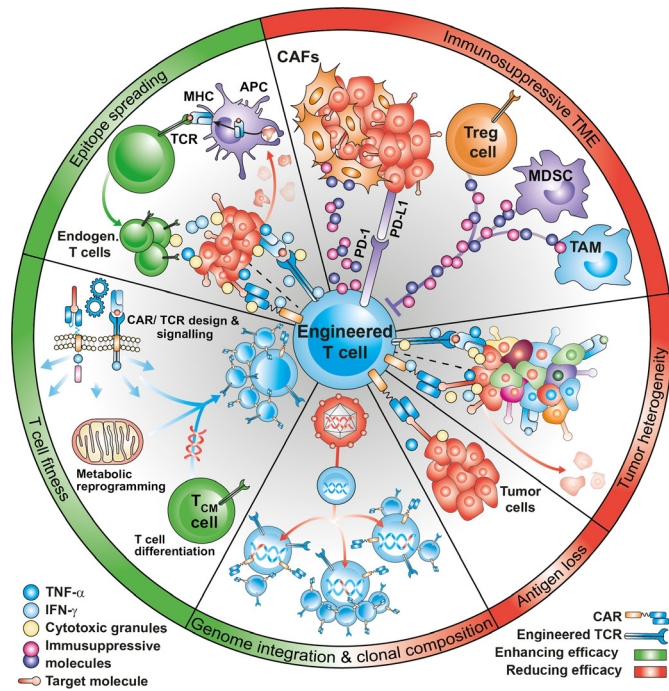 Epitope spreading
Immunosuppressive TME
CAFs
MHC
APC
TCR
Endogen.
T cells
PD-1
PD-L1
Treg
cell
MDSC
TAM
Engineered
T cell
CAR/ TCR design &
signalling
Metabolic
reprogramming
TCM
cell
T cell
differentiation
T cell fitness
Tumor heterogeneity
Tumor
cells
Antigen loss
Genome integration & clonal composition
TNF-α
IFN-γ
Cytotoxic granules
Immusuppressive
molecules
Target molecule
CAR
Engineered TCR
Enhancing efficacy
Reducing efficacy